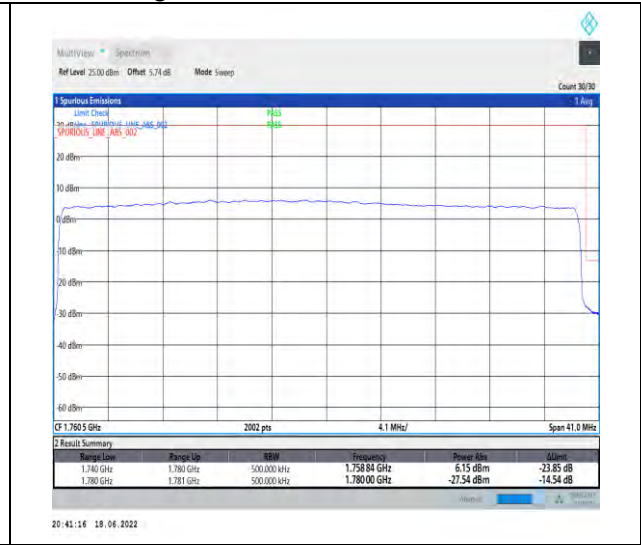 MultiView Spectrum
Ref Level 25.00 dBm Offset 5.74 dB Mode Sweep
Count 30/30
1 Spurious Emissions 1 Avg
Limit Check PASS
Line SPURIOUS_LINE_ABS_002 PASS
SPURIOUS_LINE_ABS_002
20 dBm
10 dBm
0 dBm
-10 dBm
-20 dBm
-30 dBm
-40 dBm
-50 dBm
-60 dBm
CF 1.7605 GHz 2002 pts 4.1 MHz/ Span 41.0 MHz
2 Result Summary
Range Low Range Up RBW Frequency Power Abs ΔLimit
1.740 GHz 1.780 GHz 500.000 kHz 1.75884 GHz 6.15 dBm -23.85 dB
1.780 GHz 1.781 GHz 500.000 kHz 1.78000 GHz -27.54 dBm -14.54 dB
20:41:16 18.06.2022